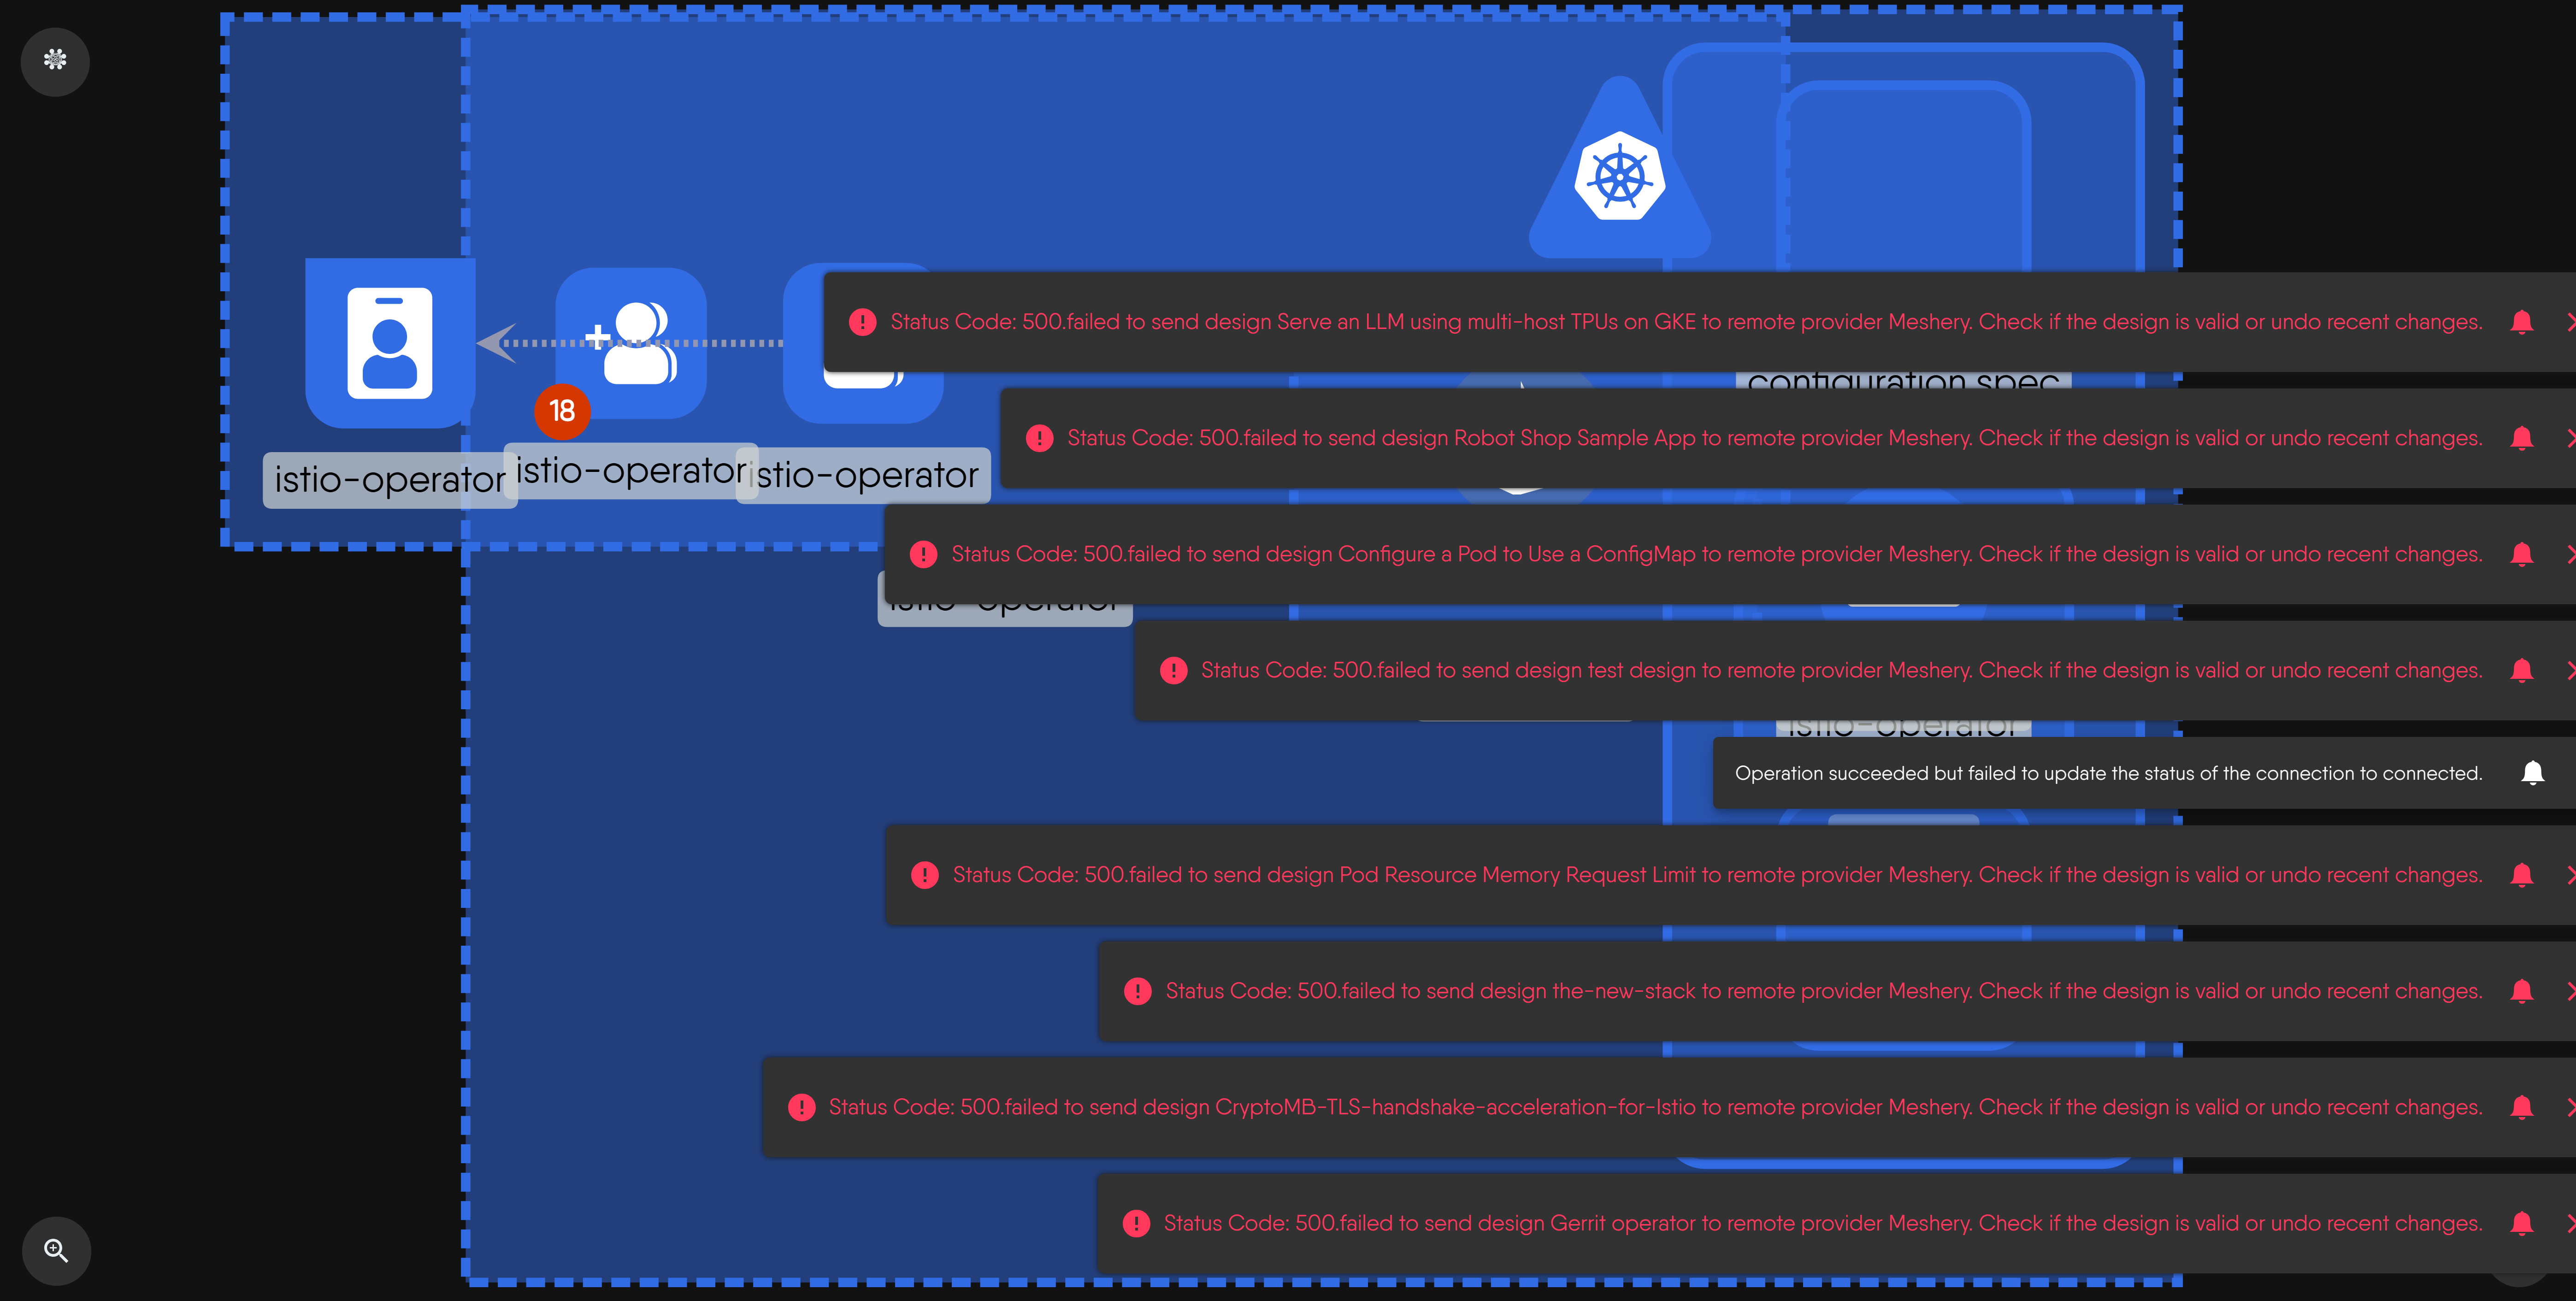 Status Code: 500.failed to send design Serve an LLM using multi-host TPUs on GKE to remote provider Meshery. Check if the design is valid or undo recent changes.
configuration spec
18
Status Code: 500.failed to send design Robot Shop Sample App to remote provider Meshery. Check if the design is valid or undo recent changes.
istio-operator
istio-operator
istio-operator
Status Code: 500.failed to send design Configure a Pod to Use a ConfigMap to remote provider Meshery. Check if the design is valid or undo recent changes.
istio-operator
Status Code: 500.failed to send design test design to remote provider Meshery. Check if the design is valid or undo recent changes.
istio-operator
Operation succeeded but failed to update the status of the connection to connected.
Status Code: 500.failed to send design Pod Resource Memory Request Limit to remote provider Meshery. Check if the design is valid or undo recent changes.
Status Code: 500.failed to send design the-new-stack to remote provider Meshery. Check if the design is valid or undo recent changes.
Status Code: 500.failed to send design CryptoMB-TLS-handshake-acceleration-for-Istio to remote provider Meshery. Check if the design is valid or undo recent changes.
Status Code: 500.failed to send design Gerrit operator to remote provider Meshery. Check if the design is valid or undo recent changes.